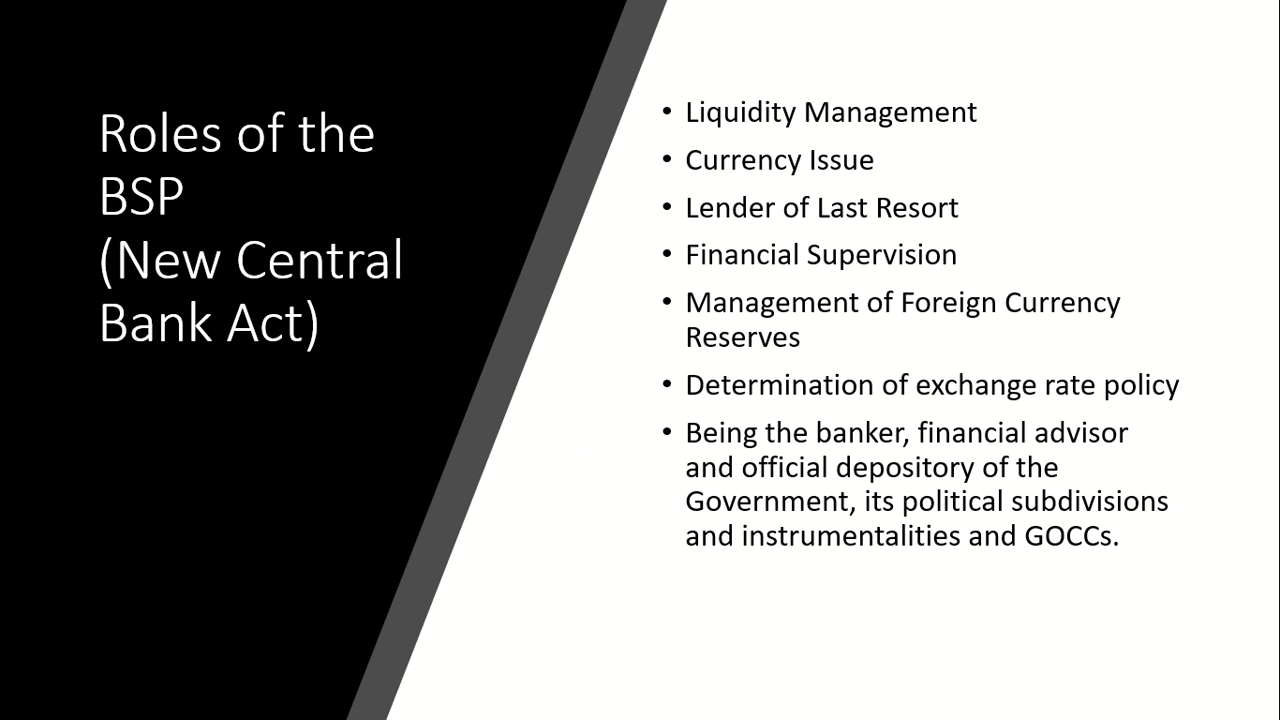 Roles of the
BSP
(New Central
Bank Act)
• Liquidity Management
• Currency Issue
• Lender of Last Resort
• Financial Supervision
• Management of Foreign Currency
Reserves
• Determination of exchange rate policy
• Being the banker, financial advisor
and official depository of the
Government, its political subdivisions
and instrumentalities and GOCCs.